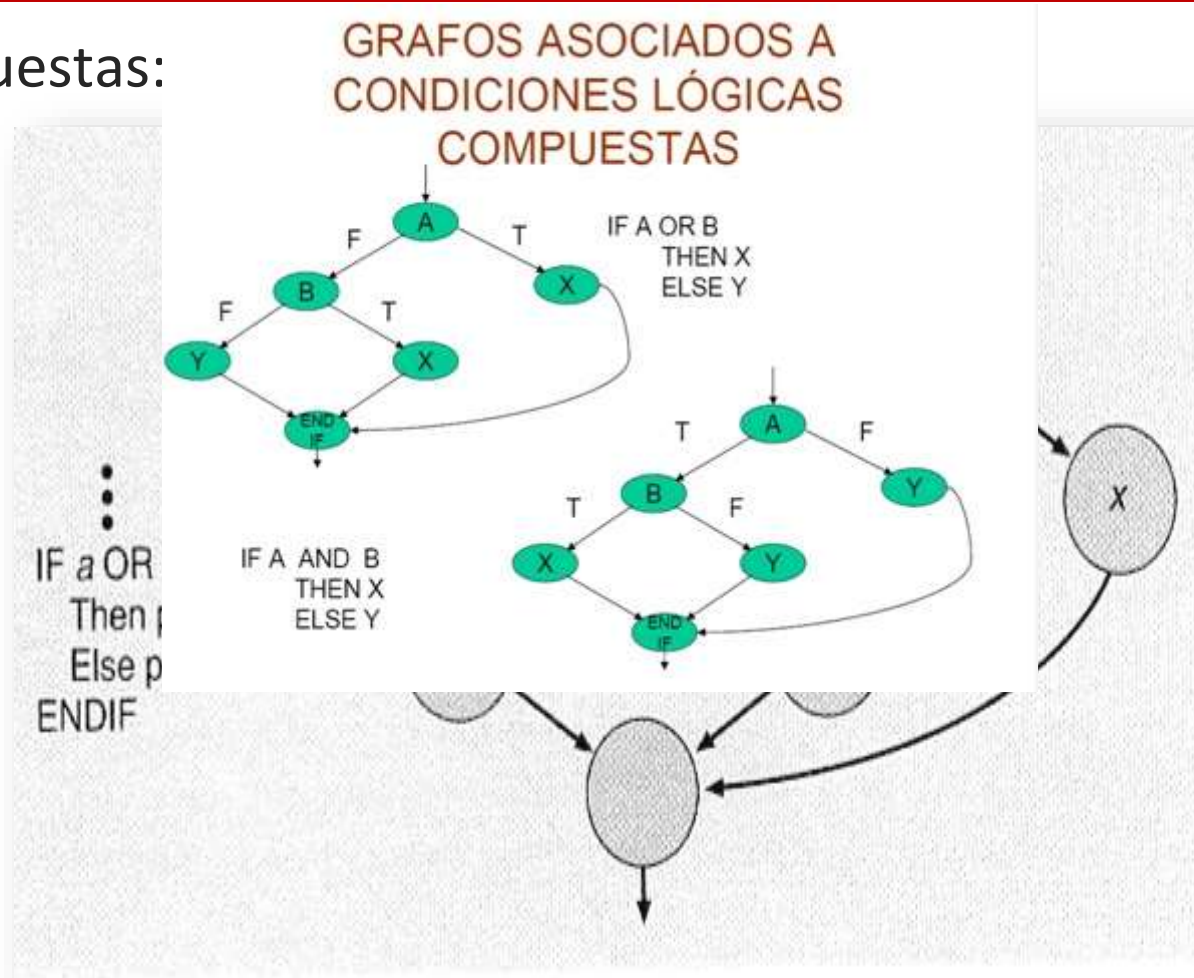 uestas:
GRAFOS ASOCIADOS A
CONDICIONES LÓGICAS
COMPUESTAS
A
F
T
IF A OR B
THEN X
ELSE Y
B
X
F
T
Y
X
END
IF
A
T
F
B
Y
T
F
IF A AND B
THEN X
ELSE Y
X
Y
END
IF
X
IF a OR
Then p
Else p
ENDIF